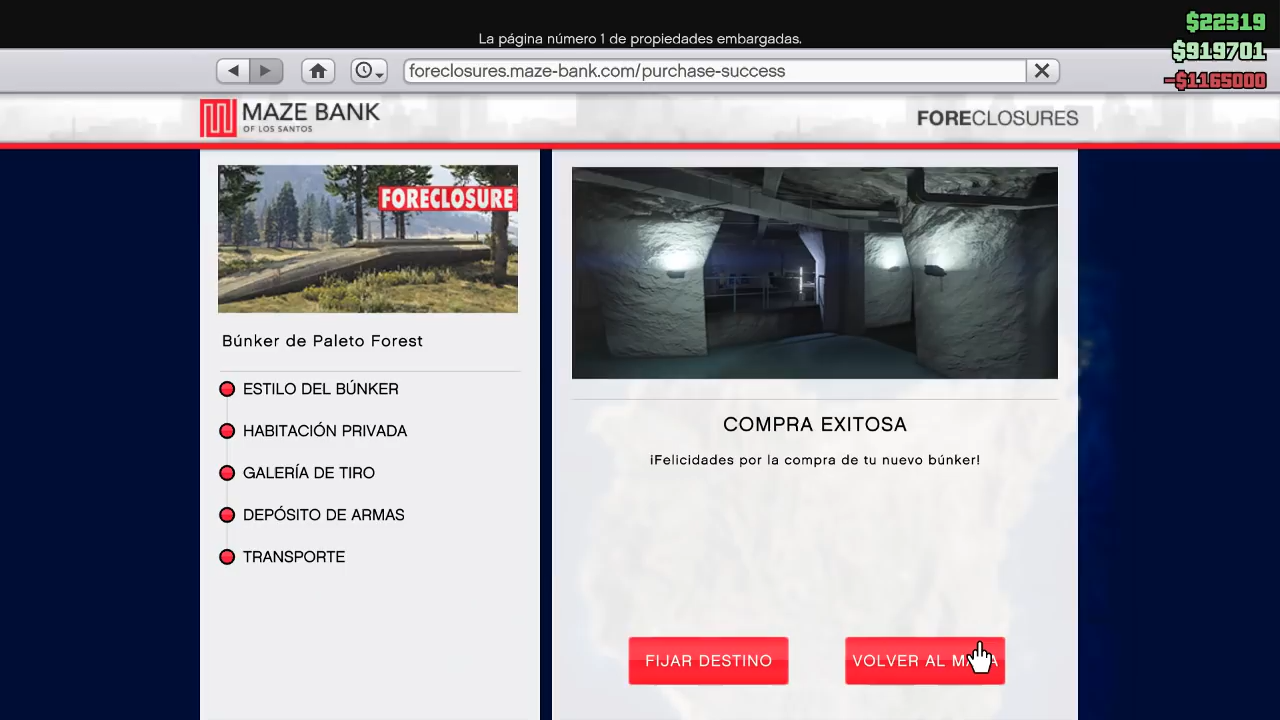 La página número 1 de propiedades embargadas.
$22319
$919701
-$1165000
foreclosures.maze-bank.com/purchase-success
MAZE BANK
OF LOS SANTOS
FORECLOSURES
FORECLOSURE
Búnker de Paleto Forest
ESTILO DEL BÚNKER
HABITACIÓN PRIVADA
GALERÍA DE TIRO
DEPÓSITO DE ARMAS
TRANSPORTE
COMPRA EXITOSA
¡Felicidades por la compra de tu nuevo búnker!
FIJAR DESTINO
VOLVER AL